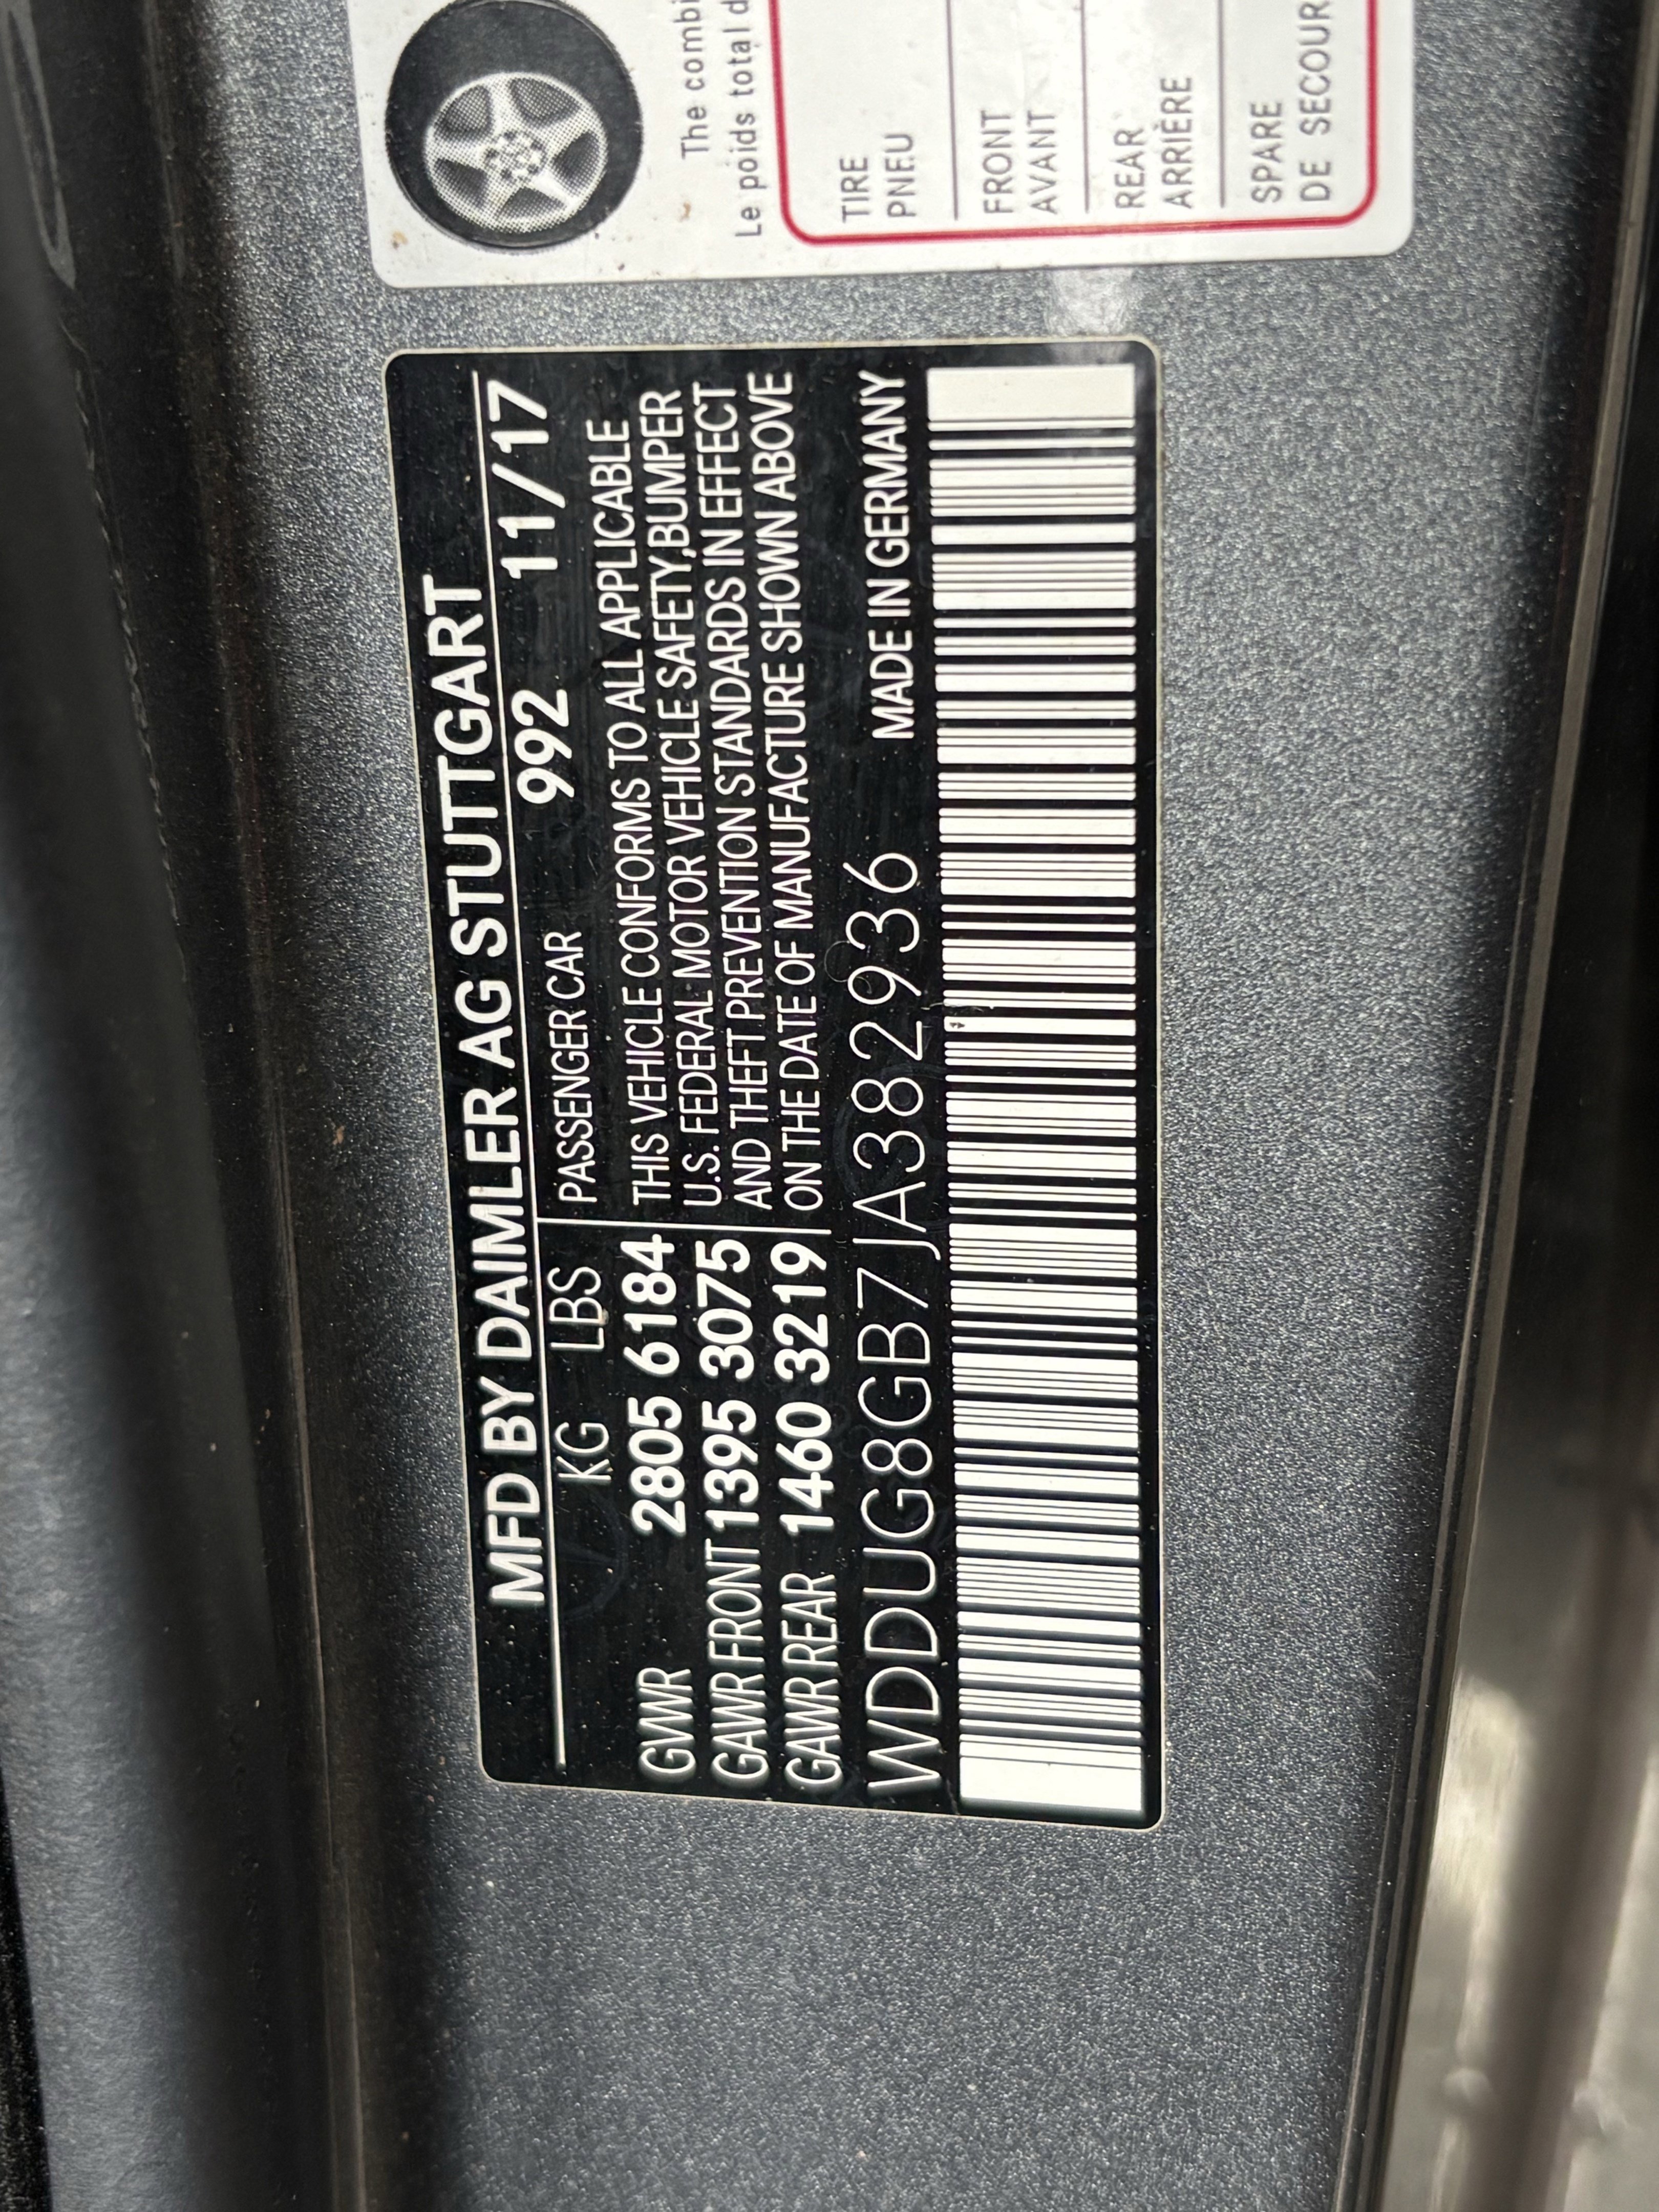 MFD BY DAIMLER AG STUTTGART
KG LBS PASSENGER CAR 992 11/17
GVWR 2805 6184 THIS VEHICLE CONFORMS TO ALL APPLICABLE
GAWR FRONT 1395 3075 U.S. FEDERAL MOTOR VEHICLE SAFETY,BUMPER
GAWR REAR 1460 3219 AND THEFT PREVENTION STANDARDS IN EFFECT
ON THE DATE OF MANUFACTURE SHOWN ABOVE
WDDUG8GB7JA382936 MADE IN GERMANY
The
Le poids total
TIRE
PNEU
FRONT
AVANT
REAR
ARRIÈRE
SPARE
DE SECOUR